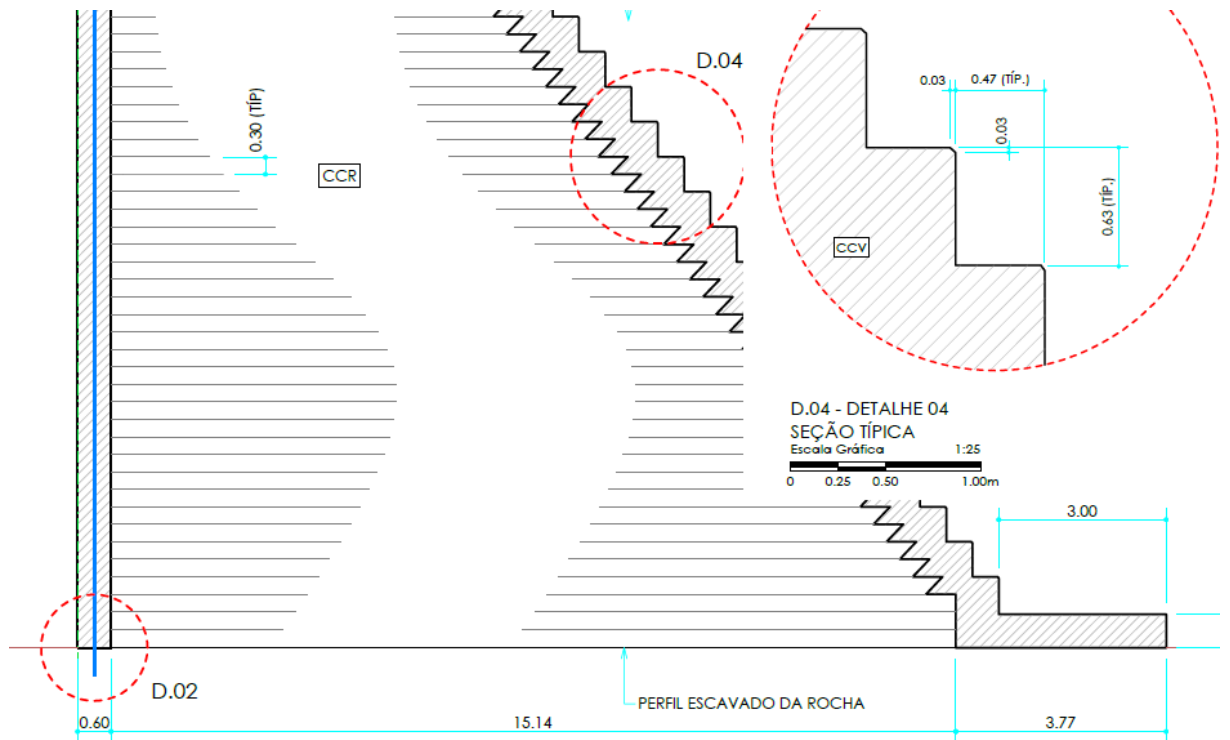 D.04
0.30 (TÍP)
CCR
0.03
0.47 (TÍP.)
0.03
0.63 (TÍP.)
CCV
D.04 - DETALHE 04
SEÇÃO TÍPICA
Escala Gráfica 1:25
0 0.25 0.50 1.00m
3.00
D.02
PERFIL ESCAVADO DA ROCHA
0.60 15.14 3.77